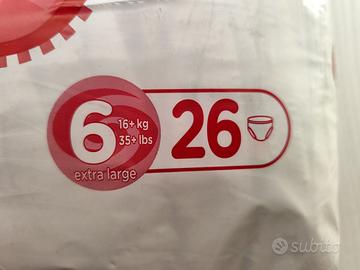 6
16+ kg
35+ lbs
extra large
26
subito